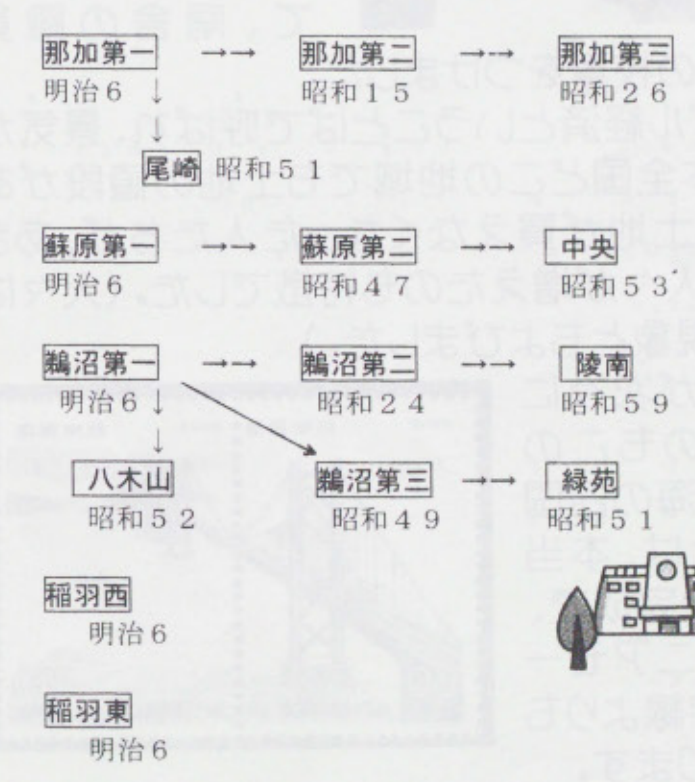 那加第一 →→ 那加第二 →→ 那加第三
明治6 ↓ 昭和15 昭和26
↓
尾崎 昭和51
蘇原第一 →→ 蘇原第二 →→ 中央
明治6 昭和47 昭和53
鵜沼第一 →→ 鵜沼第二 →→ 陵南
明治6 ↓ 昭和24 昭和59
↓
八木山 鵜沼第三 →→ 緑苑
昭和52 昭和49 昭和51
稲羽西
明治6
稲羽東
明治6